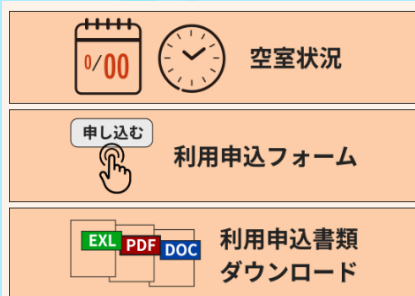 0/00
空室状況
申し込む
利用申込フォーム
EXL
PDF
DOC
利用申込書類
ダウンロード